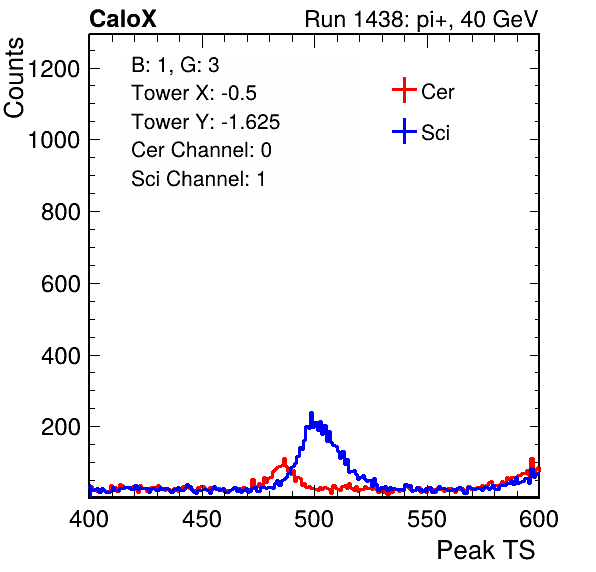 CaloX Run 1438: pi+, 40 GeV
Counts
B: 1, G: 3
Tower X: -0.5
Tower Y: -1.625
Cer Channel: 0
Sci Channel: 1
Cer
Sci
1200
1000
800
600
400
200
400 450 500 550 600
Peak TS